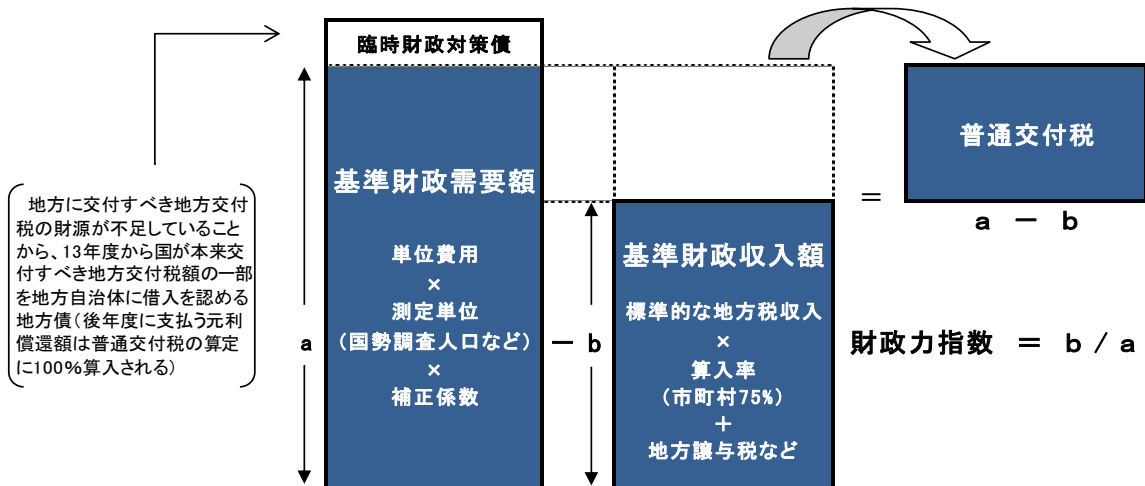 臨時財政対策債
地方に交付すべき地方交付
税の財源が不足していること
から、13年度から国が本来交
付すべき地方交付税額の一部
を地方自治体に借入を認める
地方債（後年度に支払う元利
償還額は普通交付税の算定
に100％算入される）
a
基準財政需要額
単位費用
×
測定単位
（国勢調査人口など）
×
補正係数
－
b
基準財政収入額
標準的な地方税収入
×
算入率
（市町村75%）
＋
地方譲与税など
＝
普通交付税
a － b
財政力指数 ＝ b / a